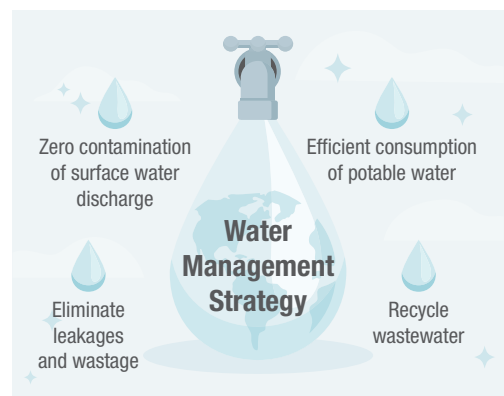 Zero contamination
of surface water
discharge
Efficient consumption
of potable water
Water
Management
Strategy
Eliminate
leakages
and wastage
Recycle
wastewater